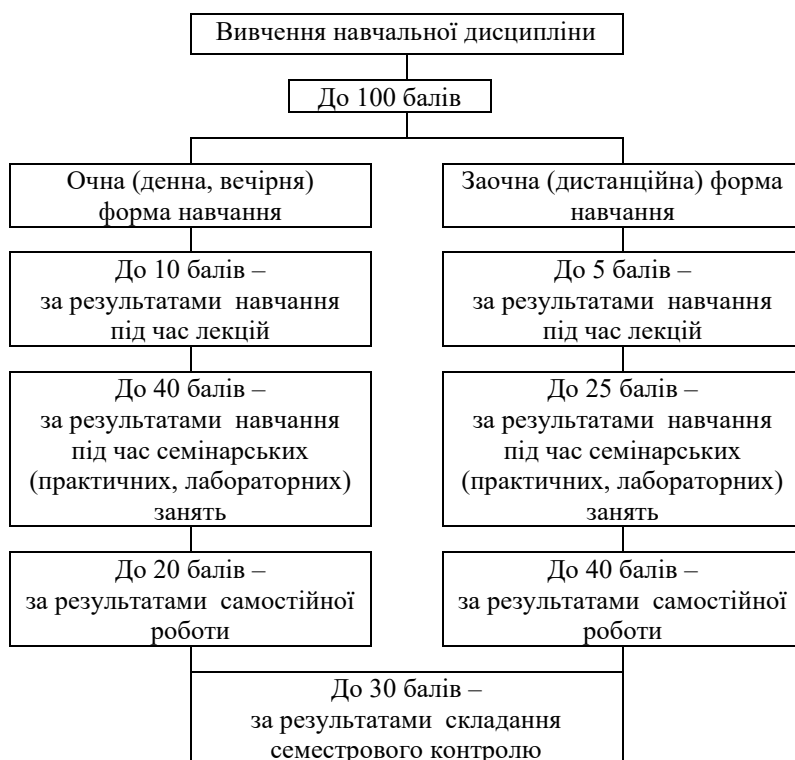 Вивчення навчальної дисципліни
До 100 балів
Очна (денна, вечірня)
форма навчання
До 10 балів –
за результатами навчання
під час лекцій
До 40 балів –
за результатами навчання
під час семінарських
(практичних, лабораторних)
занять
До 20 балів –
за результатами самостійної
роботи
Заочна (дистанційна) форма
навчання
До 5 балів –
за результатами навчання
під час лекцій
До 25 балів –
за результатами навчання
під час семінарських
(практичних, лабораторних)
занять
До 40 балів –
за результатами самостійної
роботи
До 30 балів –
за результатами складання
семестрового контролю